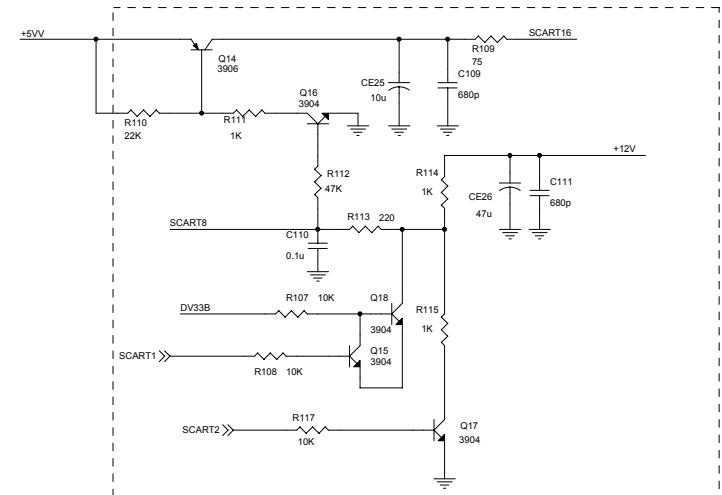 +5VV
SCART16
Q14
3906
R109
75
C109
680p
CE25
10u
Q16
3904
R110
22K
R111
1K
+12V
R112
47K
R114
1K
C111
680p
CE26
47u
SCART8
R113 220
C110
0.1u
DV33B
R107 10K
Q18
3904
R115
1K
SCART1
R108 10K
Q15
3904
SCART2
R117
10K
Q17
3904